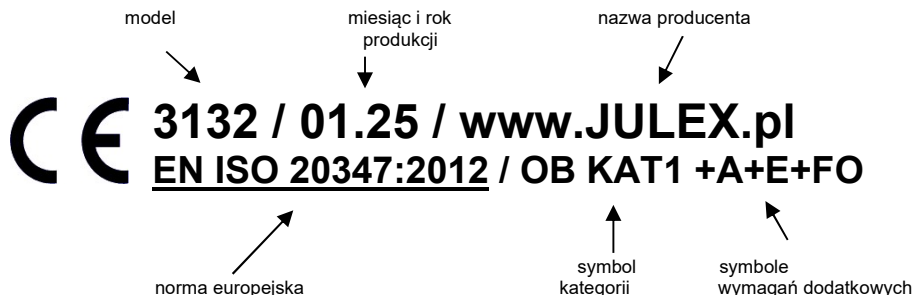 model
miesiąc i rok
produkcji
nazwa producenta
CE 3132 / 01.25 / www.JULEX.pl
EN ISO 20347:2012 / OB KAT1 +A+E+FO
norma europejska
symbol
kategorii
symbole
wymagań dodatkowych